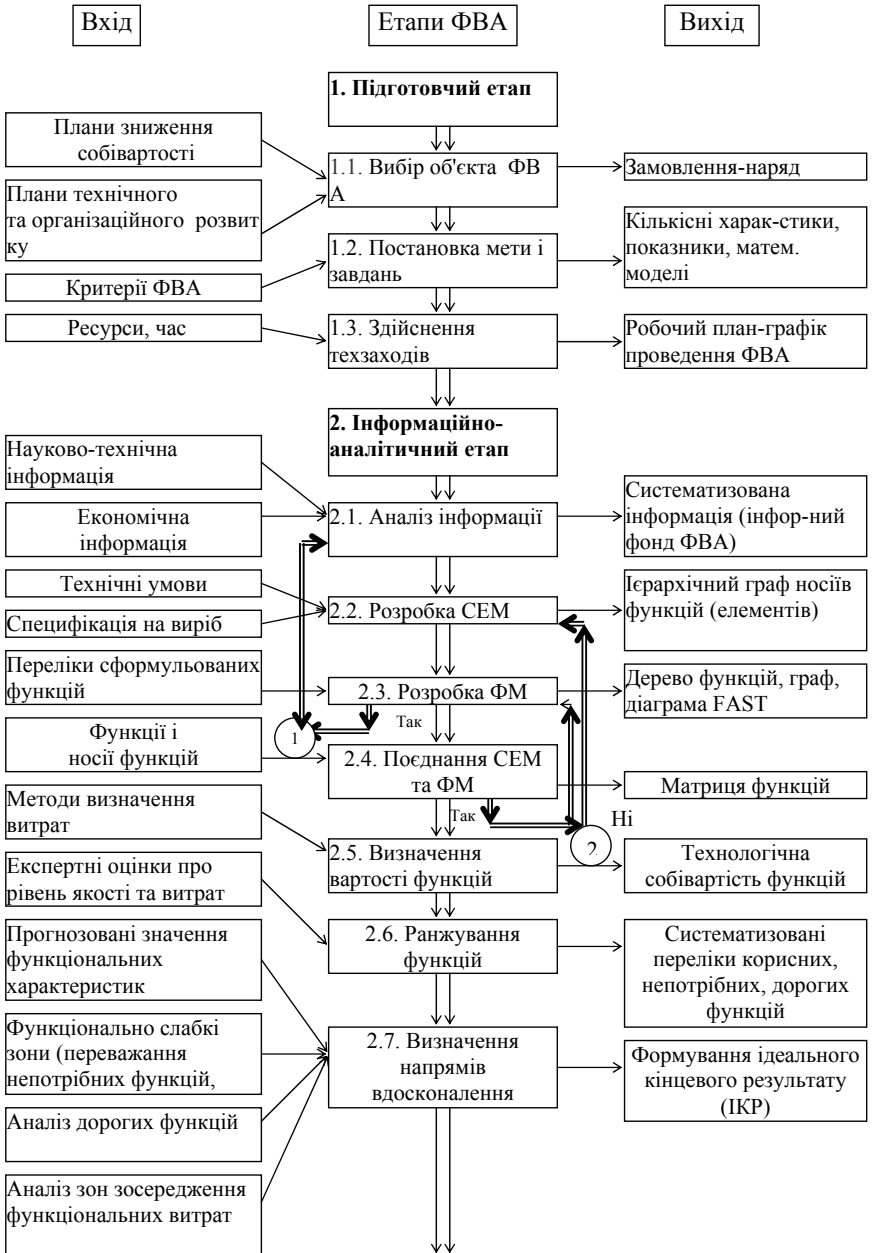 Вхід
Етапи ФВА
Вихід
1. Підготовчий етап
Плани зниження
собівартості
1.1. Вибір об'єкта ФВ
А
Замовлення-наряд
Плани технічного
та організаційного розвит
ку
1.2. Постановка мети і
завдань
Кількісні харак-стики,
показники, матем.
моделі
Критерії ФВА
Ресурси, час
1.3. Здійснення
техзаходів
Робочий план-графік
проведення ФВА
2. Інформаційно-
аналітичний етап
Науково-технічна
інформація
Економічна
інформація
2.1. Аналіз інформації
Систематизована
інформація (інфор-ний
фонд ФВА)
Технічні умови
Специфікація на виріб
2.2. Розробка СЕМ
Ієрархічний граф носіїв
функцій (елементів)
Переліки сформульованих
функцій
2.3. Розробка ФМ
Дерево функцій, граф,
діаграма FAST
Так
1
Функції і
носії функцій
2.4. Поєднання СЕМ
та ФМ
Матриця функцій
Так
Ні
2
Методи визначення
витрат
2.5. Визначення
вартості функцій
Технологічна
собівартість функцій
Експертні оцінки про
рівень якості та витрат
2.6. Ранжування
функцій
Систематизовані
переліки корисних,
непотрібних, дорогих
функцій
Прогнозовані значення
функціональних
характеристик
Функціонально слабкі
зони (переважання
непотрібних функцій,
2.7. Визначення
напрямів
вдосконалення
Формування ідеального
кінцевого результату
(ІКР)
Аналіз дорогих функцій
Аналіз зон зосередження
функціональних витрат